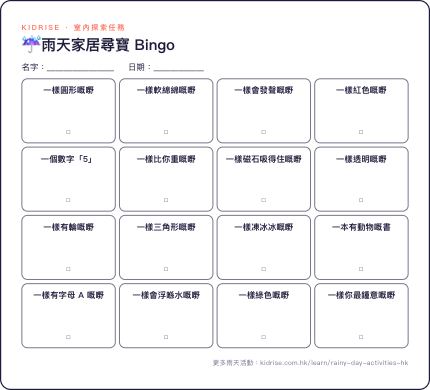 KIDRISE · 室內探索任務
☔雨天家居尋寶 Bingo
名字：______________ 日期：___________
一樣圓形嘅嘢 一樣軟綿綿嘅嘢 一樣會發聲嘅嘢 一樣紅色嘅嘢
□ □ □ □
一個數字「5」 一樣比你重嘅嘢 一樣磁石吸得住嘅嘢 一樣透明嘅嘢
□ □ □ □
一樣有輪嘅嘢 一樣三角形嘅嘢 一樣凍冰冰嘅嘢 一本有動物嘅書
□ □ □ □
一樣有字母 A 嘅嘢 一樣會浮喺水嘅嘢 一樣綠色嘅嘢 一樣你最鍾意嘅嘢
□ □ □ □
更多雨天活動：kidrise.com.hk/learn/rainy-day-activities-hk